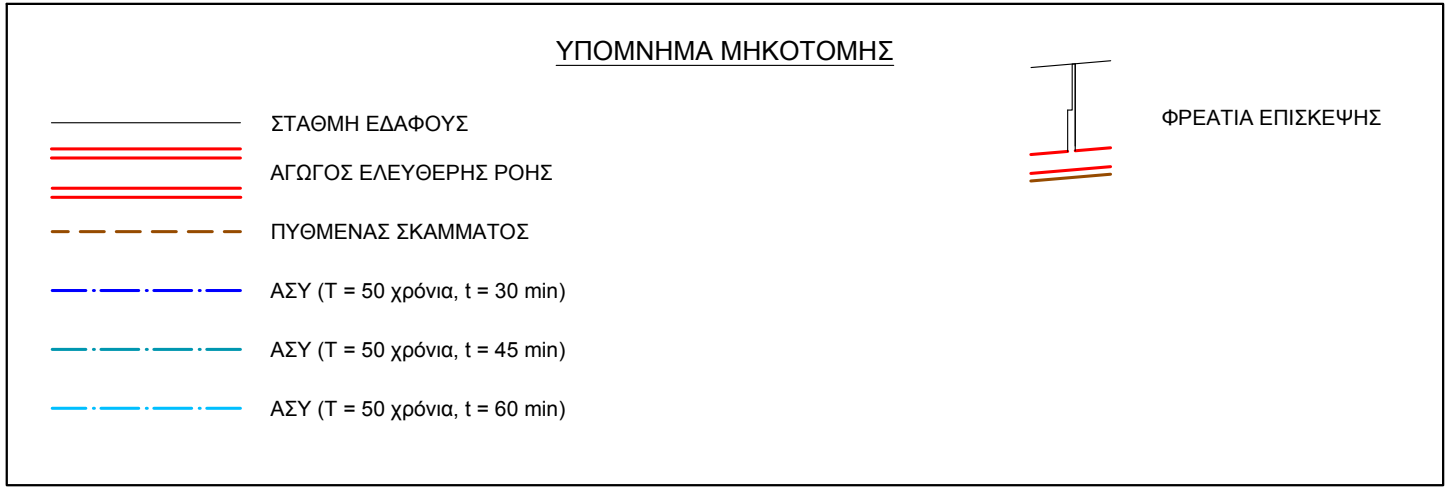 ΥΠΟΜΝΗΜΑ ΜΗΚΟΤΟΜΗΣ
ΣΤΑΘΜΗ ΕΔΑΦΟΥΣ
ΑΓΩΓΟΣ ΕΛΕΥΘΕΡΗΣ ΡΟΗΣ
ΠΥΘΜΕΝΑΣ ΣΚΑΜΜΑΤΟΣ
ΑΣΥ (Τ = 50 χρόνια, t = 30 min)
ΑΣΥ (Τ = 50 χρόνια, t = 45 min)
ΑΣΥ (Τ = 50 χρόνια, t = 60 min)
ΦΡΕΑΤΙΑ ΕΠΙΣΚΕΨΗΣ